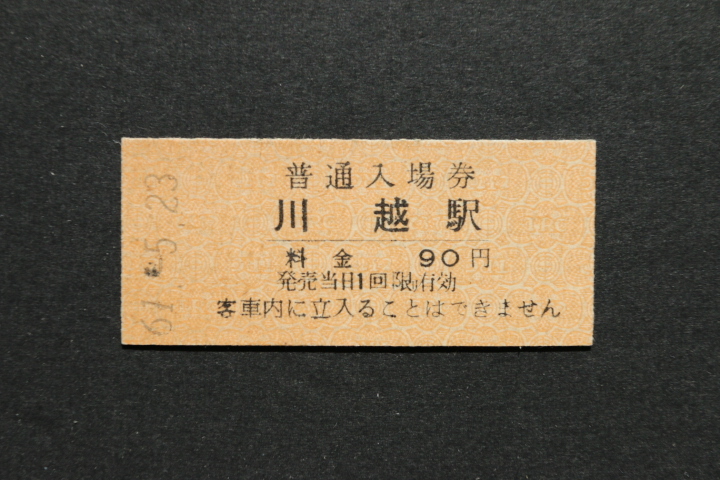 普通入場券
川越駅
料金 90円
発売当日1回限り有効
客車内に立入ることはできません
61.-5.23